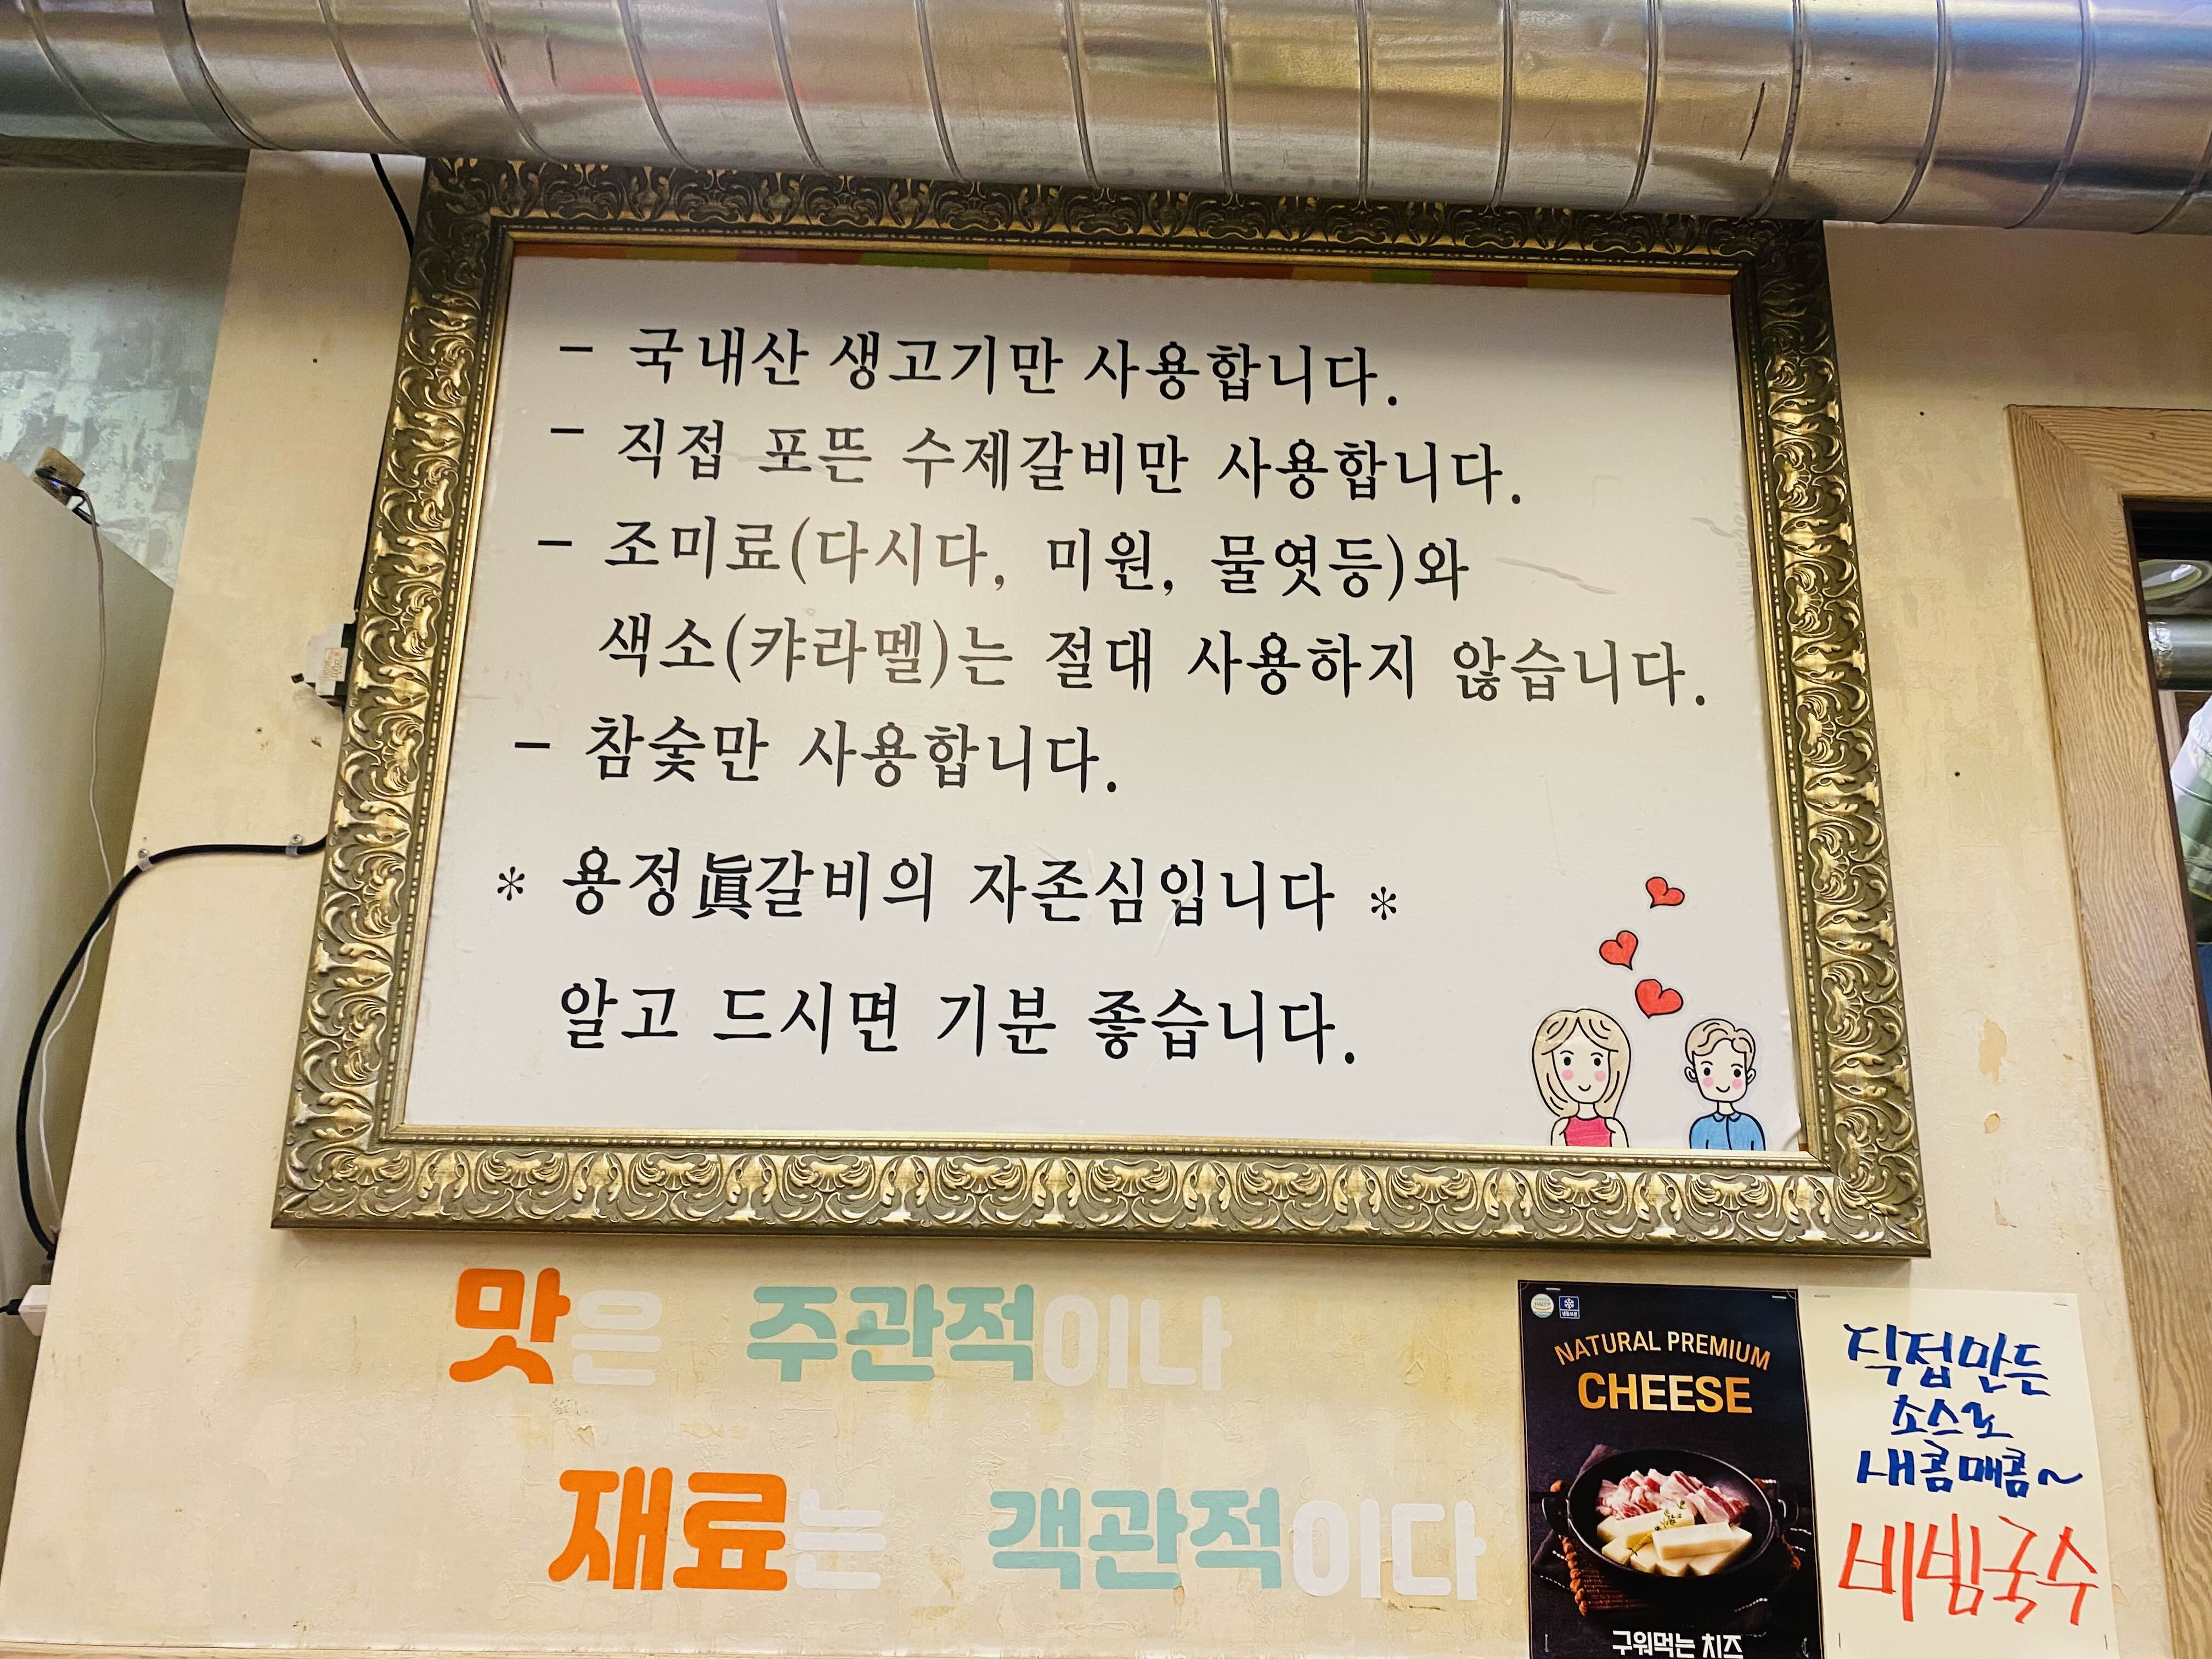 - 국내산 생고기만 사용합니다.
- 직접 포뜬 수제갈비만 사용합니다.
- 조미료(다시다, 미원, 물엿등)와
색소(캬라멜)는 절대 사용하지 않습니다.
- 참숯만 사용합니다.
* 용정眞갈비의 자존심입니다 *
알고 드시면 기분 좋습니다.
맛은 주관적이나
재료는 객관적이다
HACCP
NATURAL PREMIUM
CHEESE
구워먹는 치즈
직접만든
소스로
새콤매콤~
비빔국수